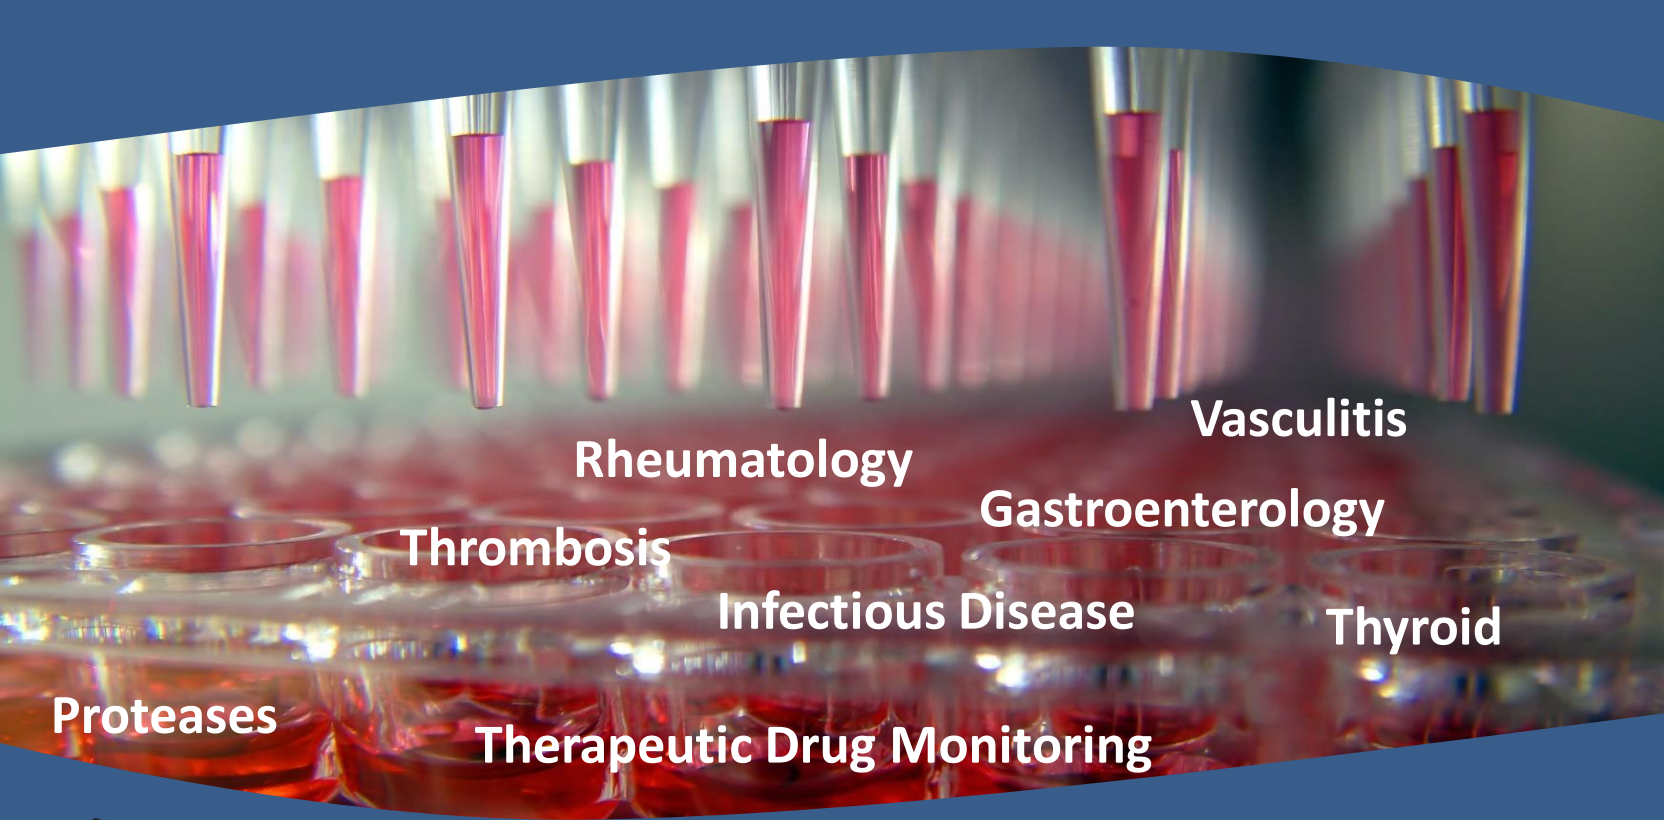 Vasculitis
Rheumatology
Gastroenterology
Thrombosis
Infectious Disease
Thyroid
Proteases
Therapeutic Drug Monitoring